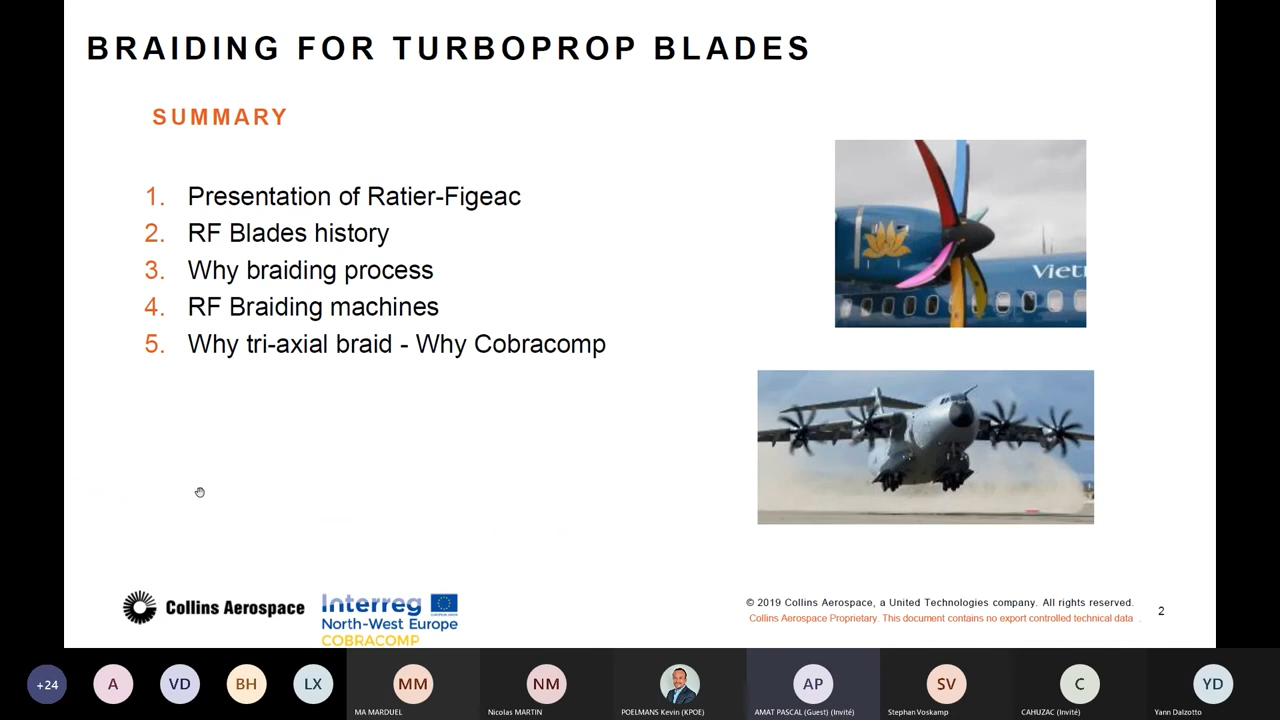 BRAIDING FOR TURBOPROP BLADES
SUMMARY
1. Presentation of Ratier-Figeac
2. RF Blades history
3. Why braiding process
4. RF Braiding machines
5. Why tri-axial braid - Why Cobracomp
Viet
Collins Aerospace
Interreg
North-West Europe
COBRACOMP
© 2019 Collins Aerospace, a United Technologies company. All rights reserved.
Collins Aerospace Proprietary. This document contains no export controlled technical data .
2
+24
A
VD
BH
LX
MM
MA MARDUEL
NM
Nicolas MARTIN
POELMANS Kevin (KPOE)
AP
AMAT PASCAL (Guest) (Invité)
SV
Stephan Voskamp
C
CAHUZAC (Invité)
YD
Yann Dalzotto